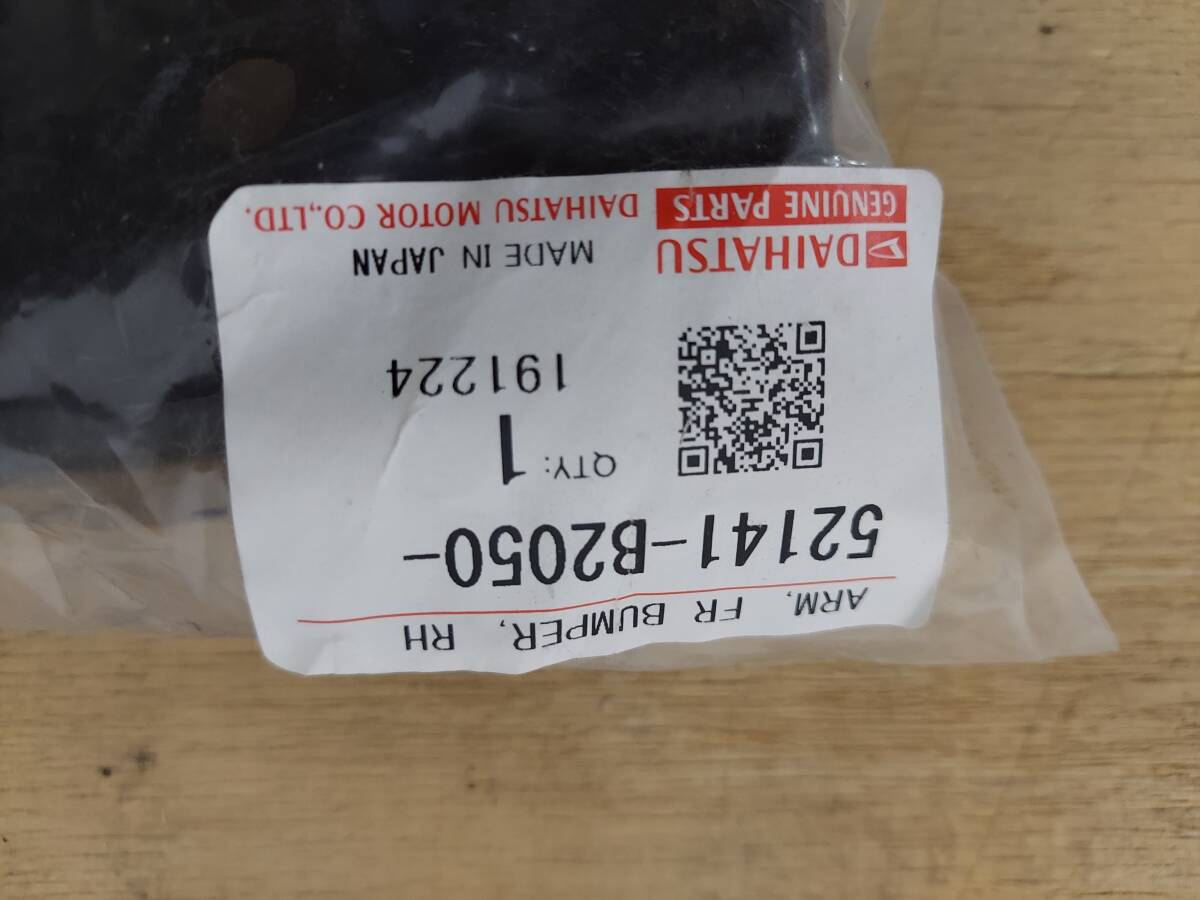 ARM, FR BUMPER, RH
52141-B2050-
QTY: 1
191224
DAIHATSU MADE IN JAPAN
GENUINE PARTS DAIHATSU MOTOR CO.,LTD.